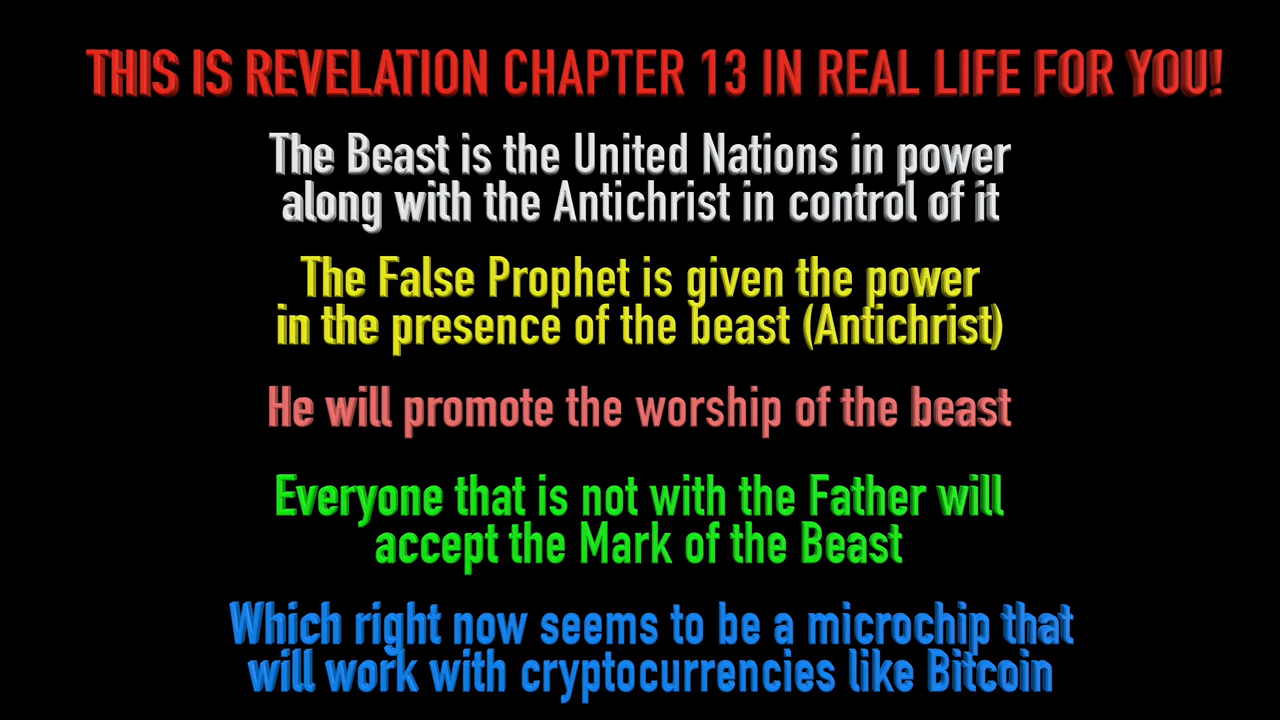 THIS IS REVELATION CHAPTER 13 IN REAL LIFE FOR YOU!
The Beast is the United Nations in power
along with the Antichrist in control of it
The False Prophet is given the power
in the presence of the beast (Antichrist)
He will promote the worship of the beast
Everyone that is not with the Father will
accept the Mark of the Beast
Which right now seems to be a microchip that
will work with cryptocurrencies like Bitcoin